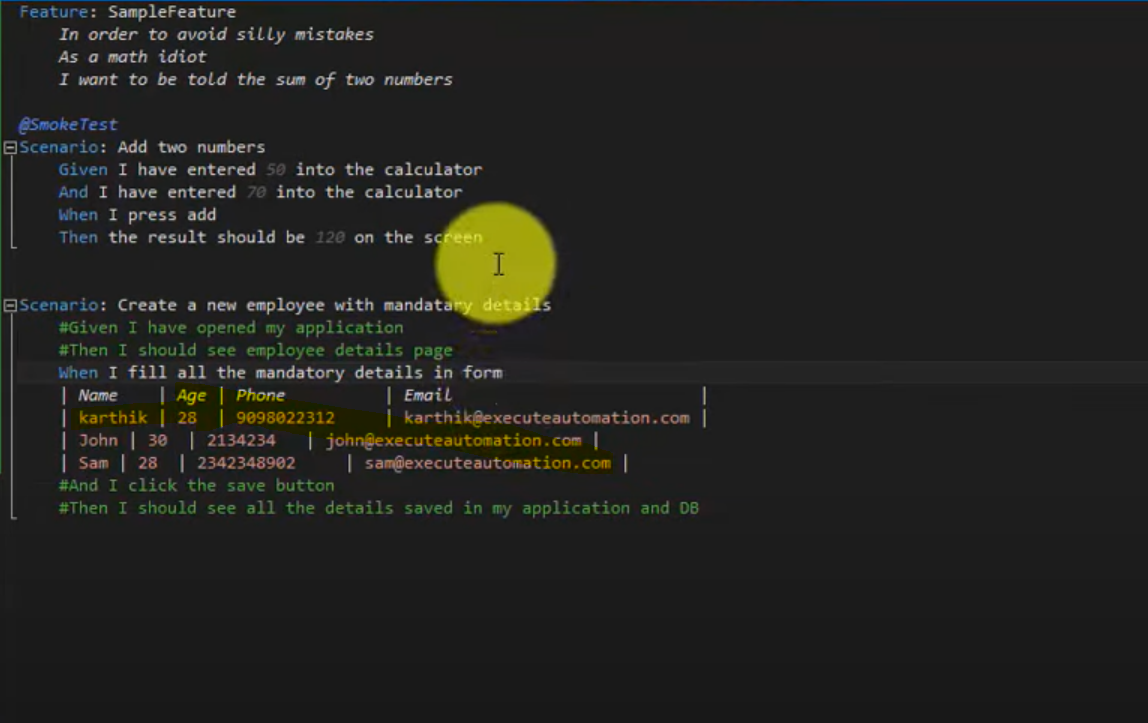 Feature: SampleFeature
In order to avoid silly mistakes
As a math idiot
I want to be told the sum of two numbers
@SmokeTest
Scenario: Add two numbers
Given I have entered 50 into the calculator
And I have entered 70 into the calculator
When I press add
Then the result should be 120 on the screen
Scenario: Create a new employee with mandatary details
#Given I have opened my application
#Then I should see employee details page
When I fill all the mandatory details in form
| Name | Age | Phone | Email |
| karthik | 28 | 9098022312 | karthik@executeautomation.com |
| John | 30 | 2134234 | john@executeautomation.com |
| Sam | 28 | 2342348902 | sam@executeautomation.com |
#And I click the save button
#Then I should see all the details saved in my application and DB